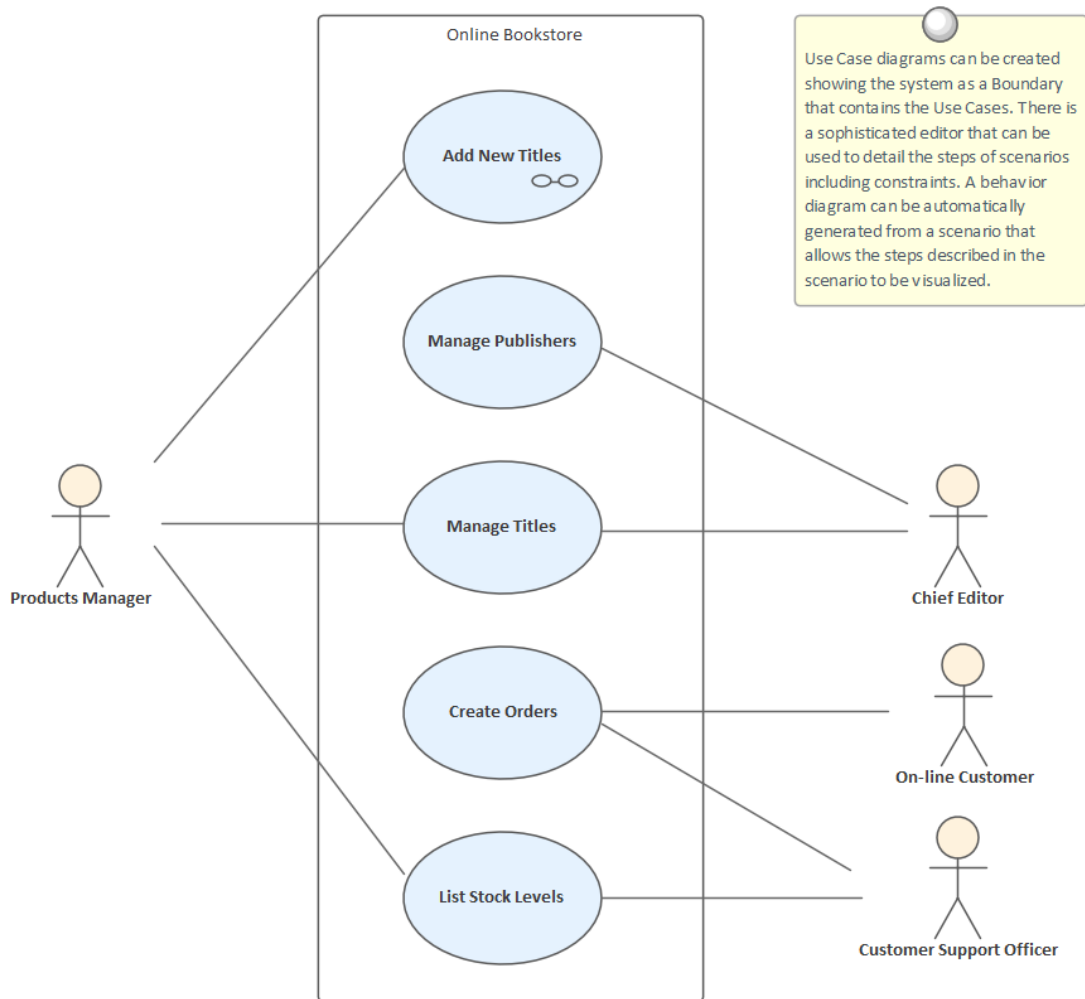 Online Bookstore
Use Case diagrams can be created
showing the system as a Boundary
that contains the Use Cases. There is
a sophisticated editor that can be
used to detail the steps of scenarios
including constraints. A behavior
diagram can be automatically
generated from a scenario that
allows the steps described in the
scenario to be visualized.
Add New Titles
Manage Publishers
Manage Titles
Products Manager
Chief Editor
Create Orders
On-line Customer
List Stock Levels
Customer Support Officer